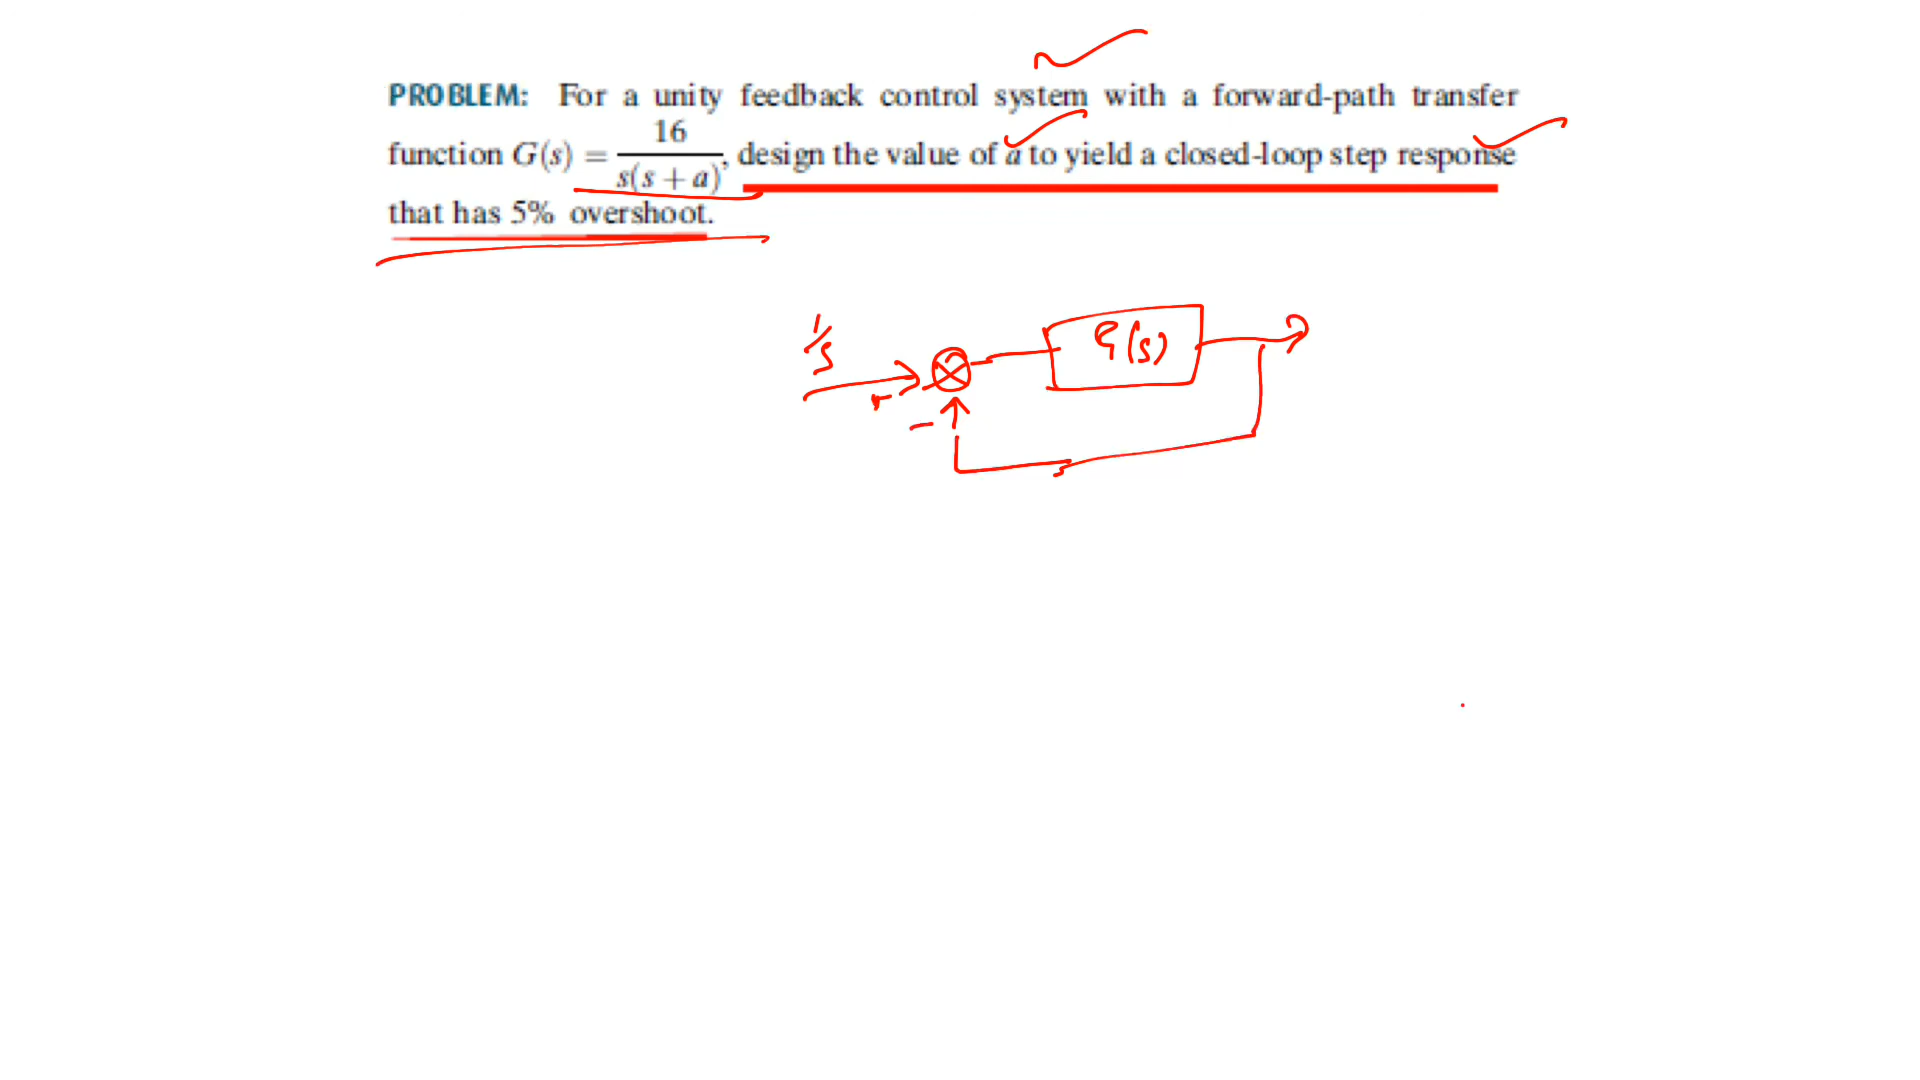 PROBLEM: For a unity feedback control system with a forward-path transfer
function G(s) = 16 / s(s + a), design the value of a to yield a closed-loop step response
that has 5% overshoot.
1/s
G(s)
+
−